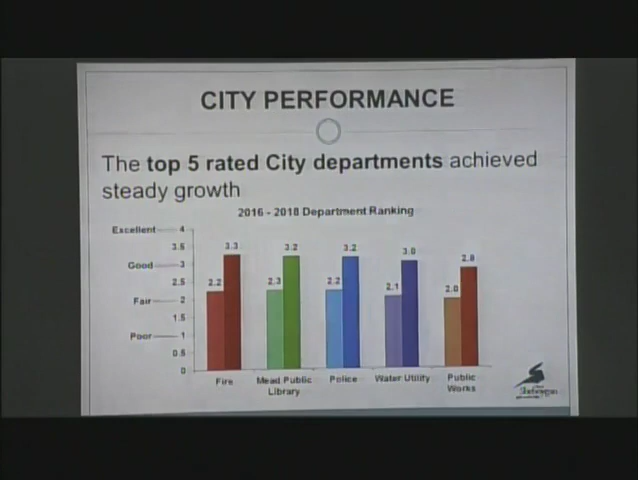 CITY PERFORMANCE
The top 5 rated City departments achieved
steady growth
2016 - 2018 Department Ranking
Excellent 4
3.5
Good 3
2.5
Fair 2
1.5
Poor 1
0.5
0
2.2 3.3
2.3 3.2
2.2 3.2
2.1 3.0
2.0 2.8
Fire
Mead Public
Library
Police
Water Utility
Public
Works
Sheboygan